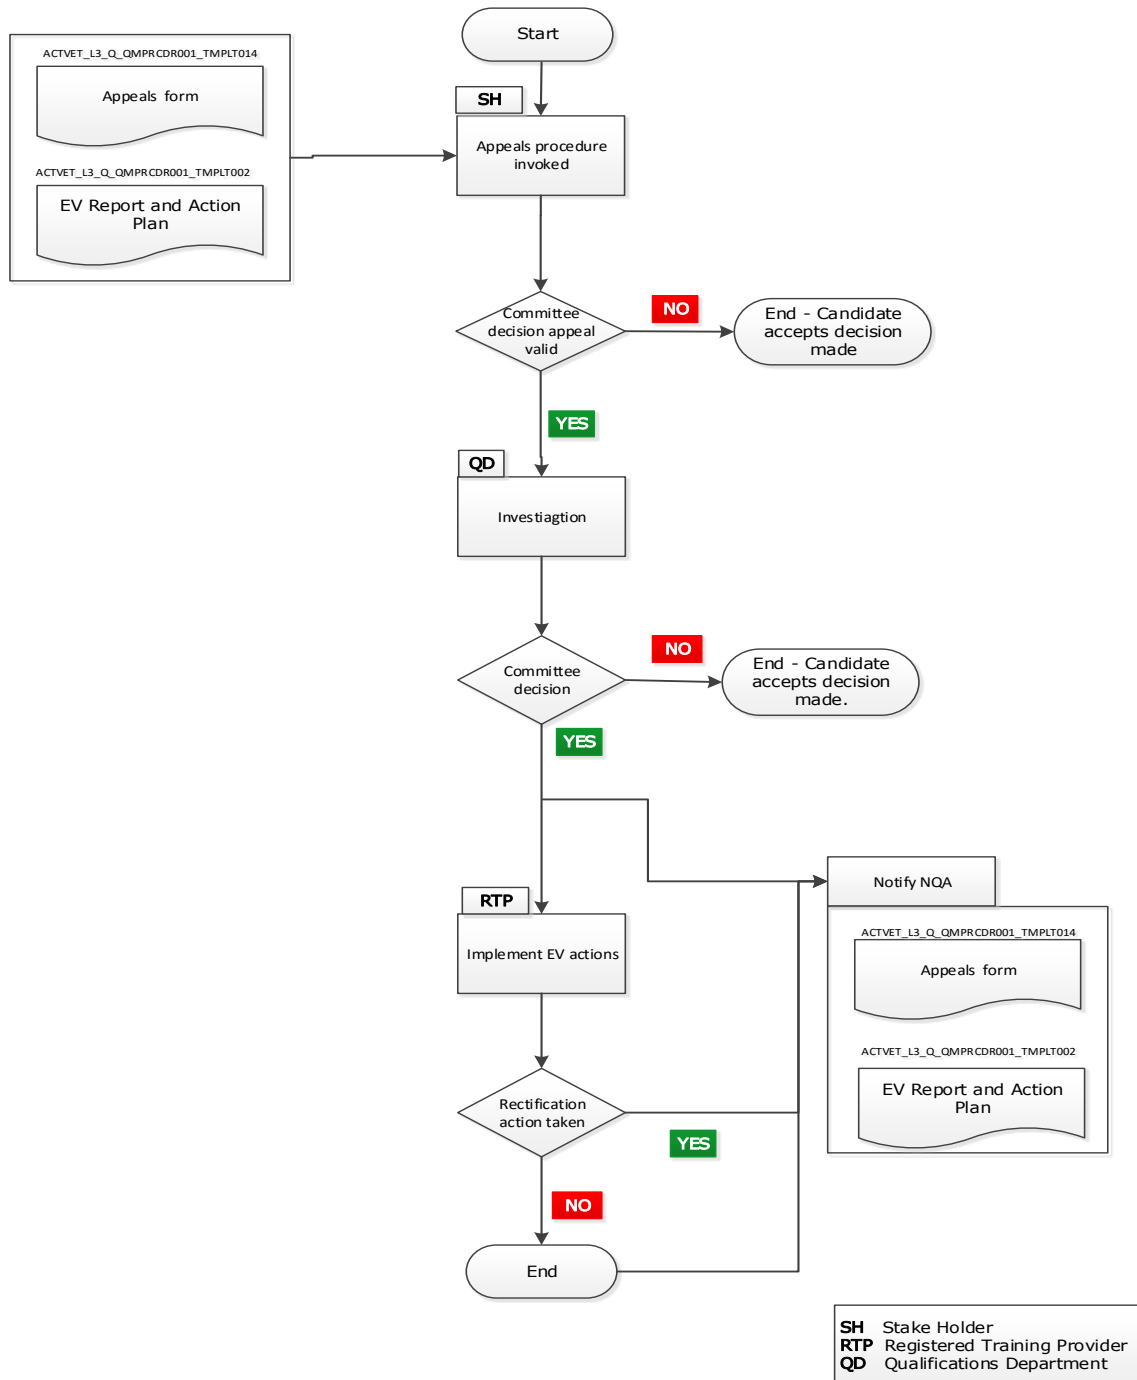 Start
ACTVET_L3_Q_QMPRCDR001_TMPLT014
Appeals form
ACTVET_L3_Q_QMPRCDR001_TMPLT002
EV Report and Action
Plan
SH
Appeals procedure
invoked
Committee
decision appeal
valid
NO
End - Candidate
accepts decision
made
YES
QD
Investiagtion
Committee
decision
NO
End - Candidate
accepts decision
made.
YES
RTP
Implement EV actions
Notify NQA
ACTVET_L3_Q_QMPRCDR001_TMPLT014
Appeals form
ACTVET_L3_Q_QMPRCDR001_TMPLT002
EV Report and Action
Plan
Rectification
action taken
YES
NO
End
SH Stake Holder
RTP Registered Training Provider
QD Qualifications Department